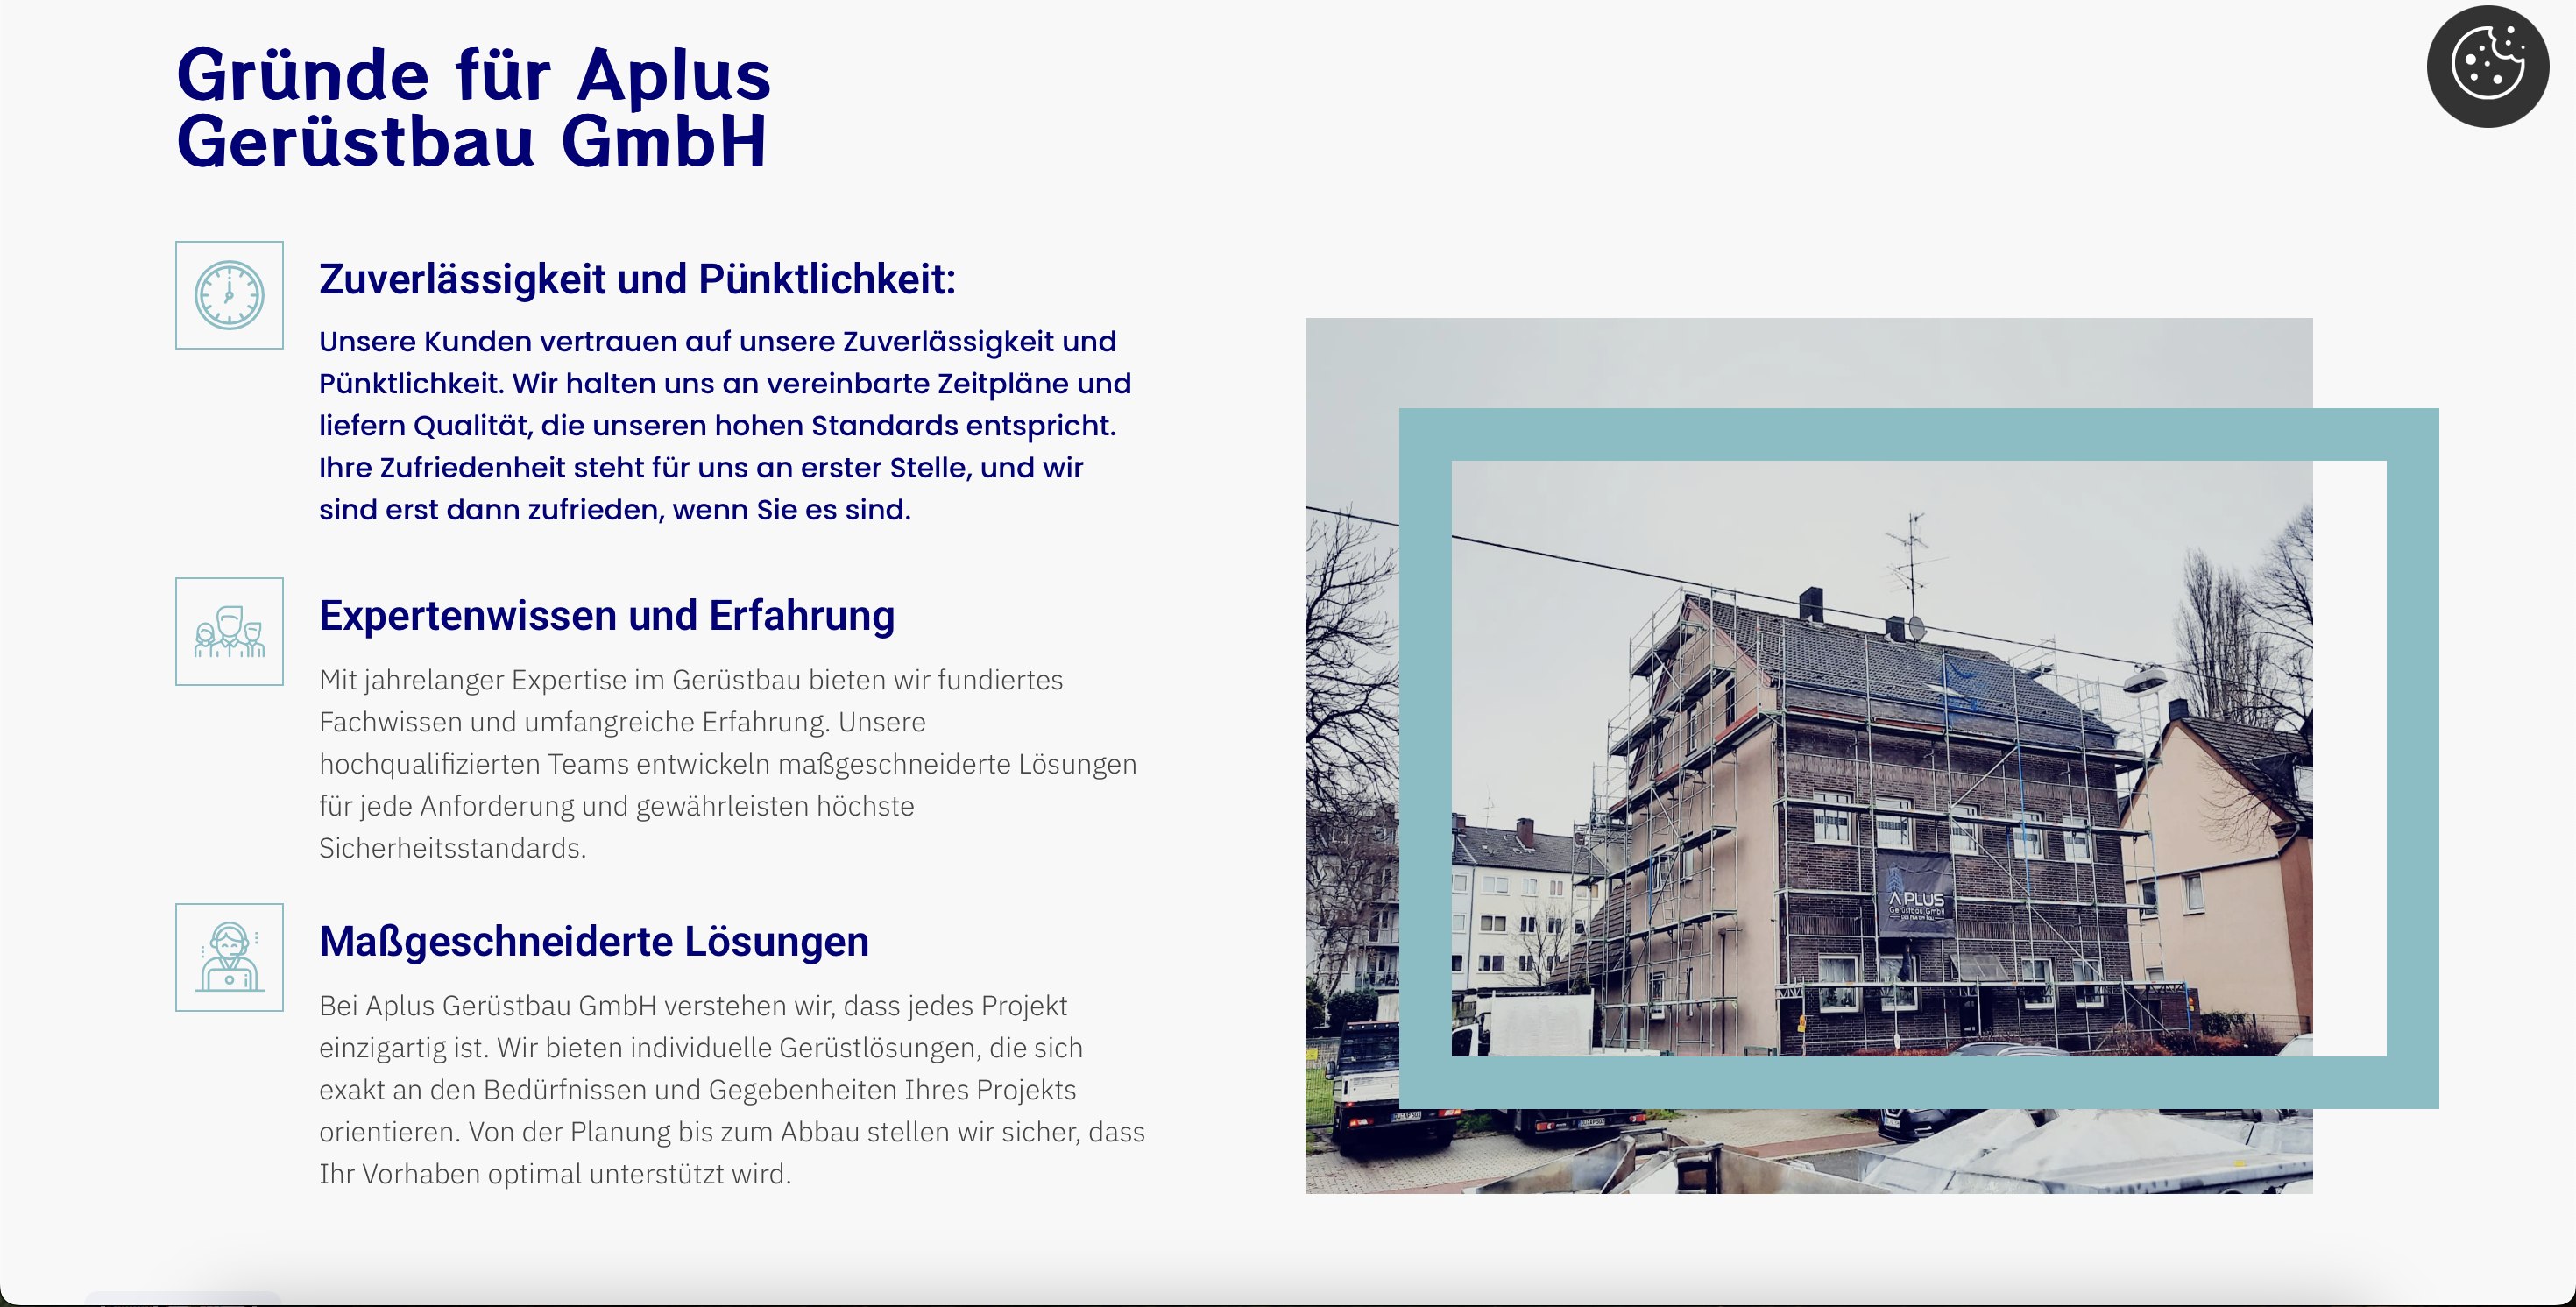 Gründe für Aplus
Gerüstbau GmbH
Zuverlässigkeit und Pünktlichkeit:
Unsere Kunden vertrauen auf unsere Zuverlässigkeit und
Pünktlichkeit. Wir halten uns an vereinbarte Zeitpläne und
liefern Qualität, die unseren hohen Standards entspricht.
Ihre Zufriedenheit steht für uns an erster Stelle, und wir
sind erst dann zufrieden, wenn Sie es sind.
Expertenwissen und Erfahrung
Mit jahrelanger Expertise im Gerüstbau bieten wir fundiertes
Fachwissen und umfangreiche Erfahrung. Unsere
hochqualifizierten Teams entwickeln maßgeschneiderte Lösungen
für jede Anforderung und gewährleisten höchste
Sicherheitsstandards.
Maßgeschneiderte Lösungen
Bei Aplus Gerüstbau GmbH verstehen wir, dass jedes Projekt
einzigartig ist. Wir bieten individuelle Gerüstlösungen, die sich
exakt an den Bedürfnissen und Gegebenheiten Ihres Projekts
orientieren. Von der Planung bis zum Abbau stellen wir sicher, dass
Ihr Vorhaben optimal unterstützt wird.
APLUS
Gerüstbau GmbH